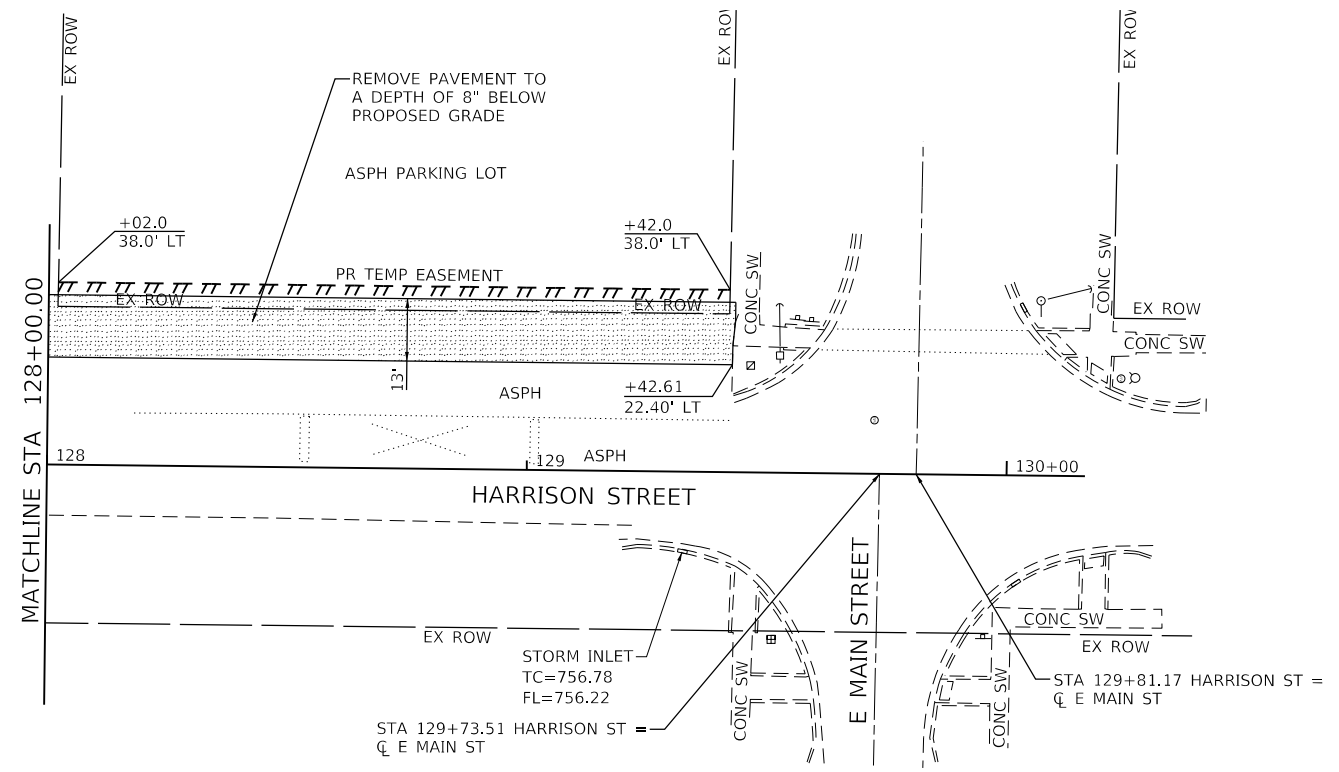 EX ROW
EX ROW
EX ROW
REMOVE PAVEMENT TO
A DEPTH OF 8" BELOW
PROPOSED GRADE
ASPH PARKING LOT
+02.0
38.0' LT
+42.0
38.0' LT
PR TEMP EASEMENT
EX ROW
EX ROW
CONC SW
CONC SW
EX ROW
CONC SW
13'
ASPH
+42.61
22.40' LT
MATCHLINE STA 128+00.00
128
129
ASPH
130+00
HARRISON STREET
E MAIN STREET
EX ROW
STORM INLET
TC=756.78
FL=756.22
CONC SW
CONC SW
CONC SW
EX ROW
STA 129+73.51 HARRISON ST =
℄ E MAIN ST
STA 129+81.17 HARRISON ST =
℄ E MAIN ST